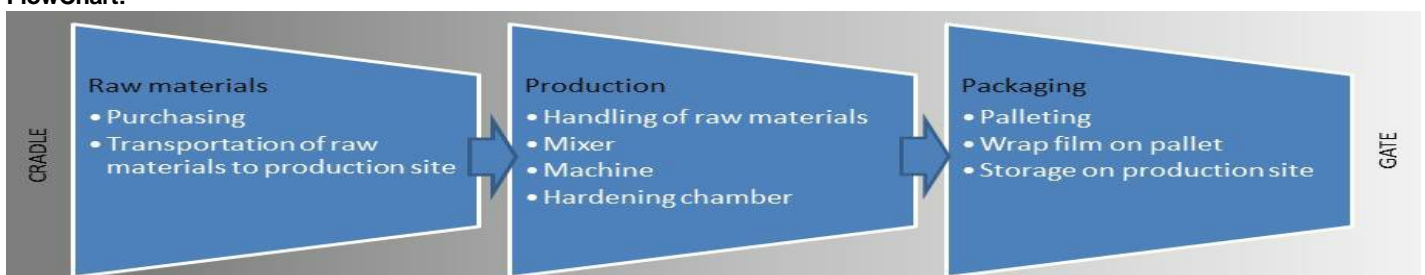 FlowChart:
CRADLE
Raw materials
• Purchasing
• Transportation of raw
materials to production site
Production
• Handling of raw materials
• Mixer
• Machine
• Hardening chamber
Packaging
• Palleting
• Wrap film on pallet
• Storage on production site
GATE